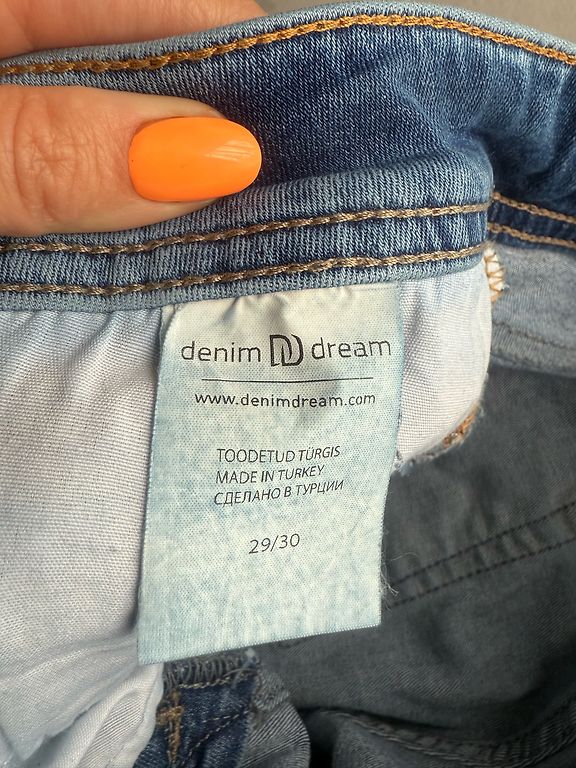 denim dream
www.denimdream.com
TOODETUD TÜRGIS
MADE IN TURKEY
СДЕЛАНО В ТУРЦИИ
29/30